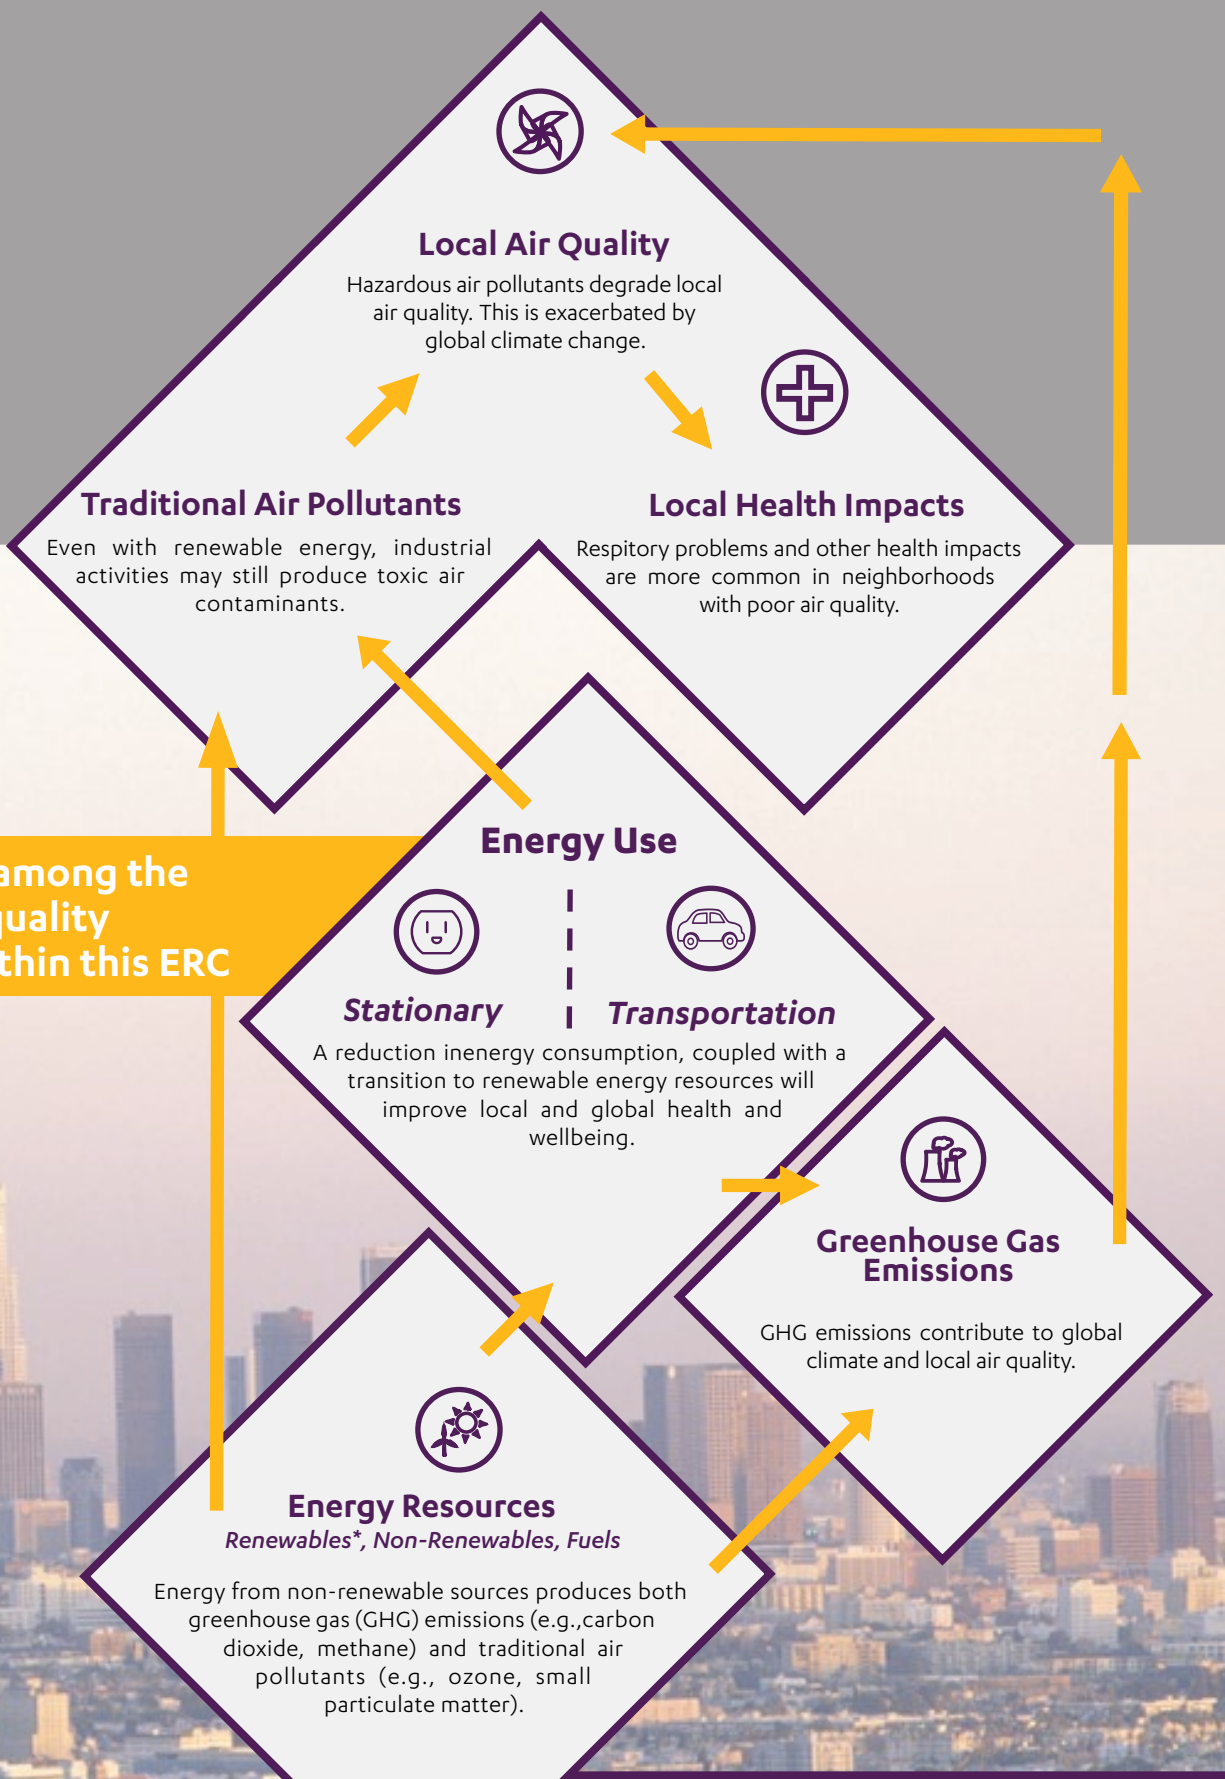 Local Air Quality
Hazardous air pollutants degrade local
air quality. This is exacerbated by
global climate change.
Traditional Air Pollutants
Even with renewable energy, industrial
activities may still produce toxic air
contaminants.
Local Health Impacts
Respitory problems and other health impacts
are more common in neighborhoods
with poor air quality.
among the
quality
thin this ERC
Energy Use
Stationary
Transportation
A reduction inenergy consumption, coupled with a
transition to renewable energy resources will
improve local and global health and
wellbeing.
Greenhouse Gas
Emissions
GHG emissions contribute to global
climate and local air quality.
Energy Resources
Renewables*, Non-Renewables, Fuels
Energy from non-renewable sources produces both
greenhouse gas (GHG) emissions (e.g.,carbon
dioxide, methane) and traditional air
pollutants (e.g., ozone, small
particulate matter).